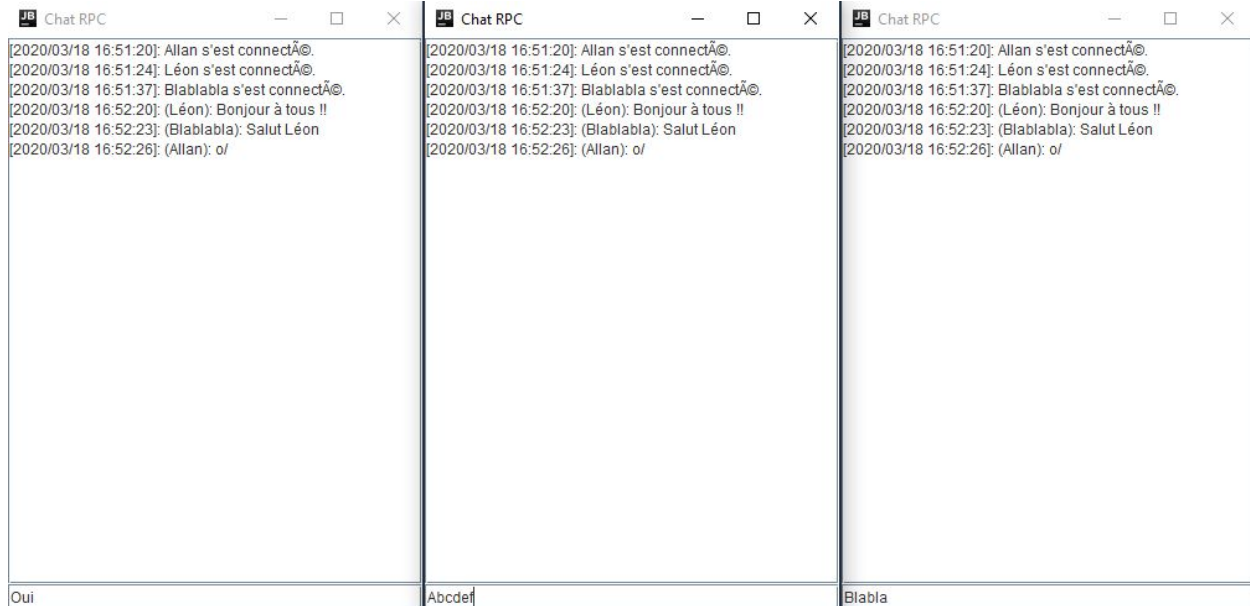 JB Chat RPC
[2020/03/18 16:51:20]: Allan s'est connectÃ©.
[2020/03/18 16:51:24]: Léon s'est connectÃ©.
[2020/03/18 16:51:37]: Blablabla s'est connectÃ©.
[2020/03/18 16:52:20]: (Léon): Bonjour à tous !!
[2020/03/18 16:52:23]: (Blablabla): Salut Léon
[2020/03/18 16:52:26]: (Allan): o/
Oui
JB Chat RPC
[2020/03/18 16:51:20]: Allan s'est connectÃ©.
[2020/03/18 16:51:24]: Léon s'est connectÃ©.
[2020/03/18 16:51:37]: Blablabla s'est connectÃ©.
[2020/03/18 16:52:20]: (Léon): Bonjour à tous !!
[2020/03/18 16:52:23]: (Blablabla): Salut Léon
[2020/03/18 16:52:26]: (Allan): o/
Abcdef
JB Chat RPC
[2020/03/18 16:51:20]: Allan s'est connectÃ©.
[2020/03/18 16:51:24]: Léon s'est connectÃ©.
[2020/03/18 16:51:37]: Blablabla s'est connectÃ©.
[2020/03/18 16:52:20]: (Léon): Bonjour à tous !!
[2020/03/18 16:52:23]: (Blablabla): Salut Léon
[2020/03/18 16:52:26]: (Allan): o/
Blabla